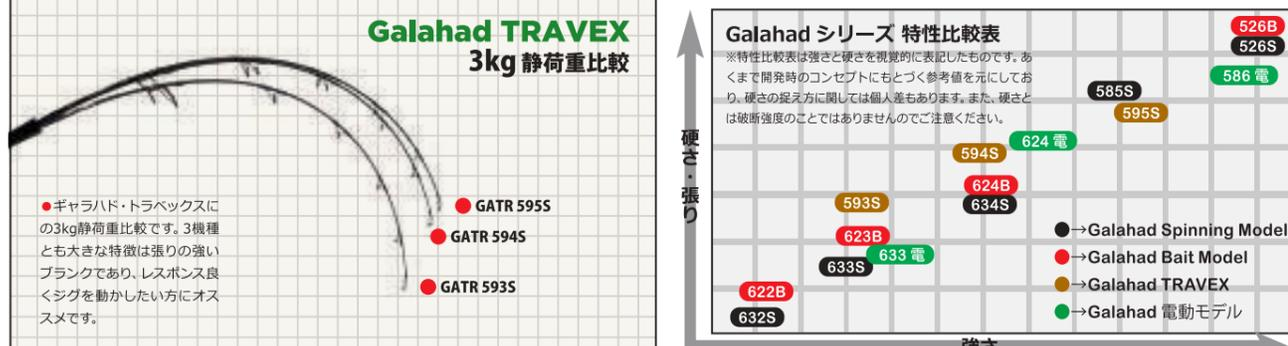 Galahad TRAVEX
3kg 静荷重比較
●ギャラハド・トラベックスに
の3kg静荷重比較です。3機種
とも大きな特徴は張りの強い
ブランクであり、レスポンス良
くジグを動かしたい方にオス
スメです。
GATR 595S
GATR 594S
GATR 593S
Galahad シリーズ 特性比較表
※特性比較表は強さと硬さを視覚的に表記したものです。あ
くまで開発時のコンセプトにもとづく参考値を元にしてお
り、硬さの捉え方に関しては個人差もあります。また、硬さと
は破断強度のことではありませんのでご注意ください。
硬さ・張り
526B
526S
586 電
585S
595S
624 電
594S
624B
634S
593S
623B
633 電
633S
622B
632S
→Galahad Spinning Model
→Galahad Bait Model
→Galahad TRAVEX
→Galahad 電動モデル
強さ